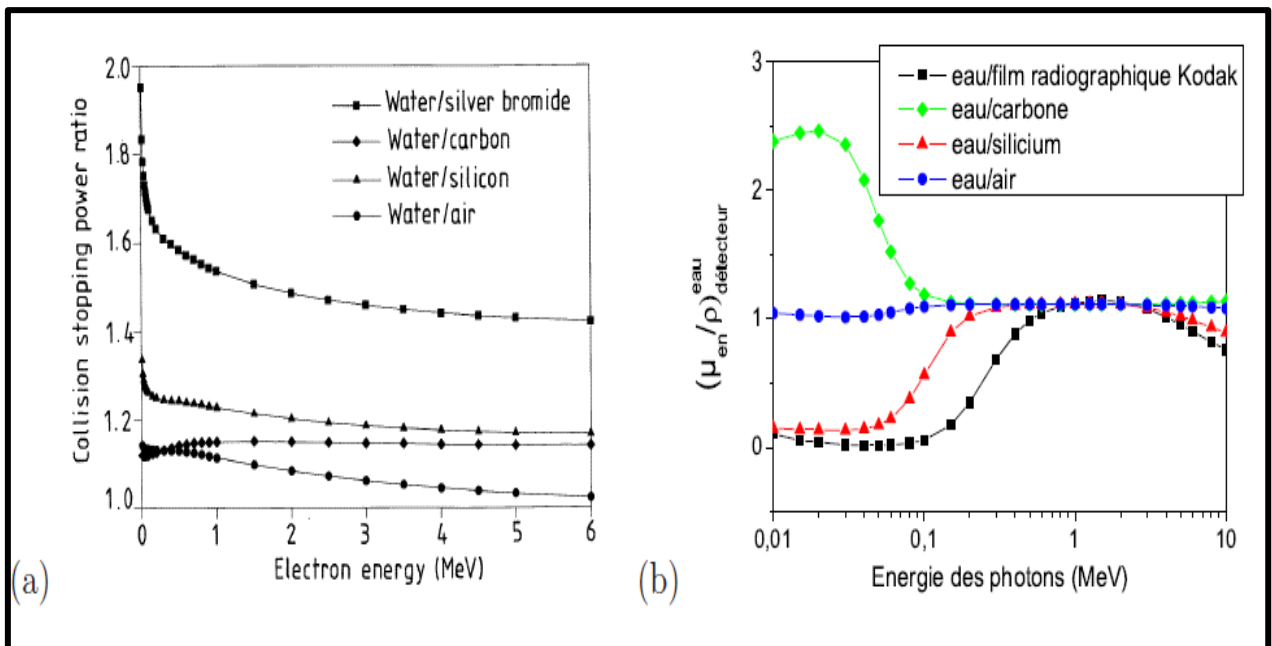 2.0
1.8
1.6
1.4
1.2
1.0
Collision stopping power ratio
Water/silver bromide
Water/carbon
Water/silicon
Water/air
0 1 2 3 4 5 6
Electron energy (MeV)
(a)
3
2
1
0
(μen/ρ)eau détecteur
eau/film radiographique Kodak
eau/carbone
eau/silicium
eau/air
0,01 0,1 1 10
Energie des photons (MeV)
(b)